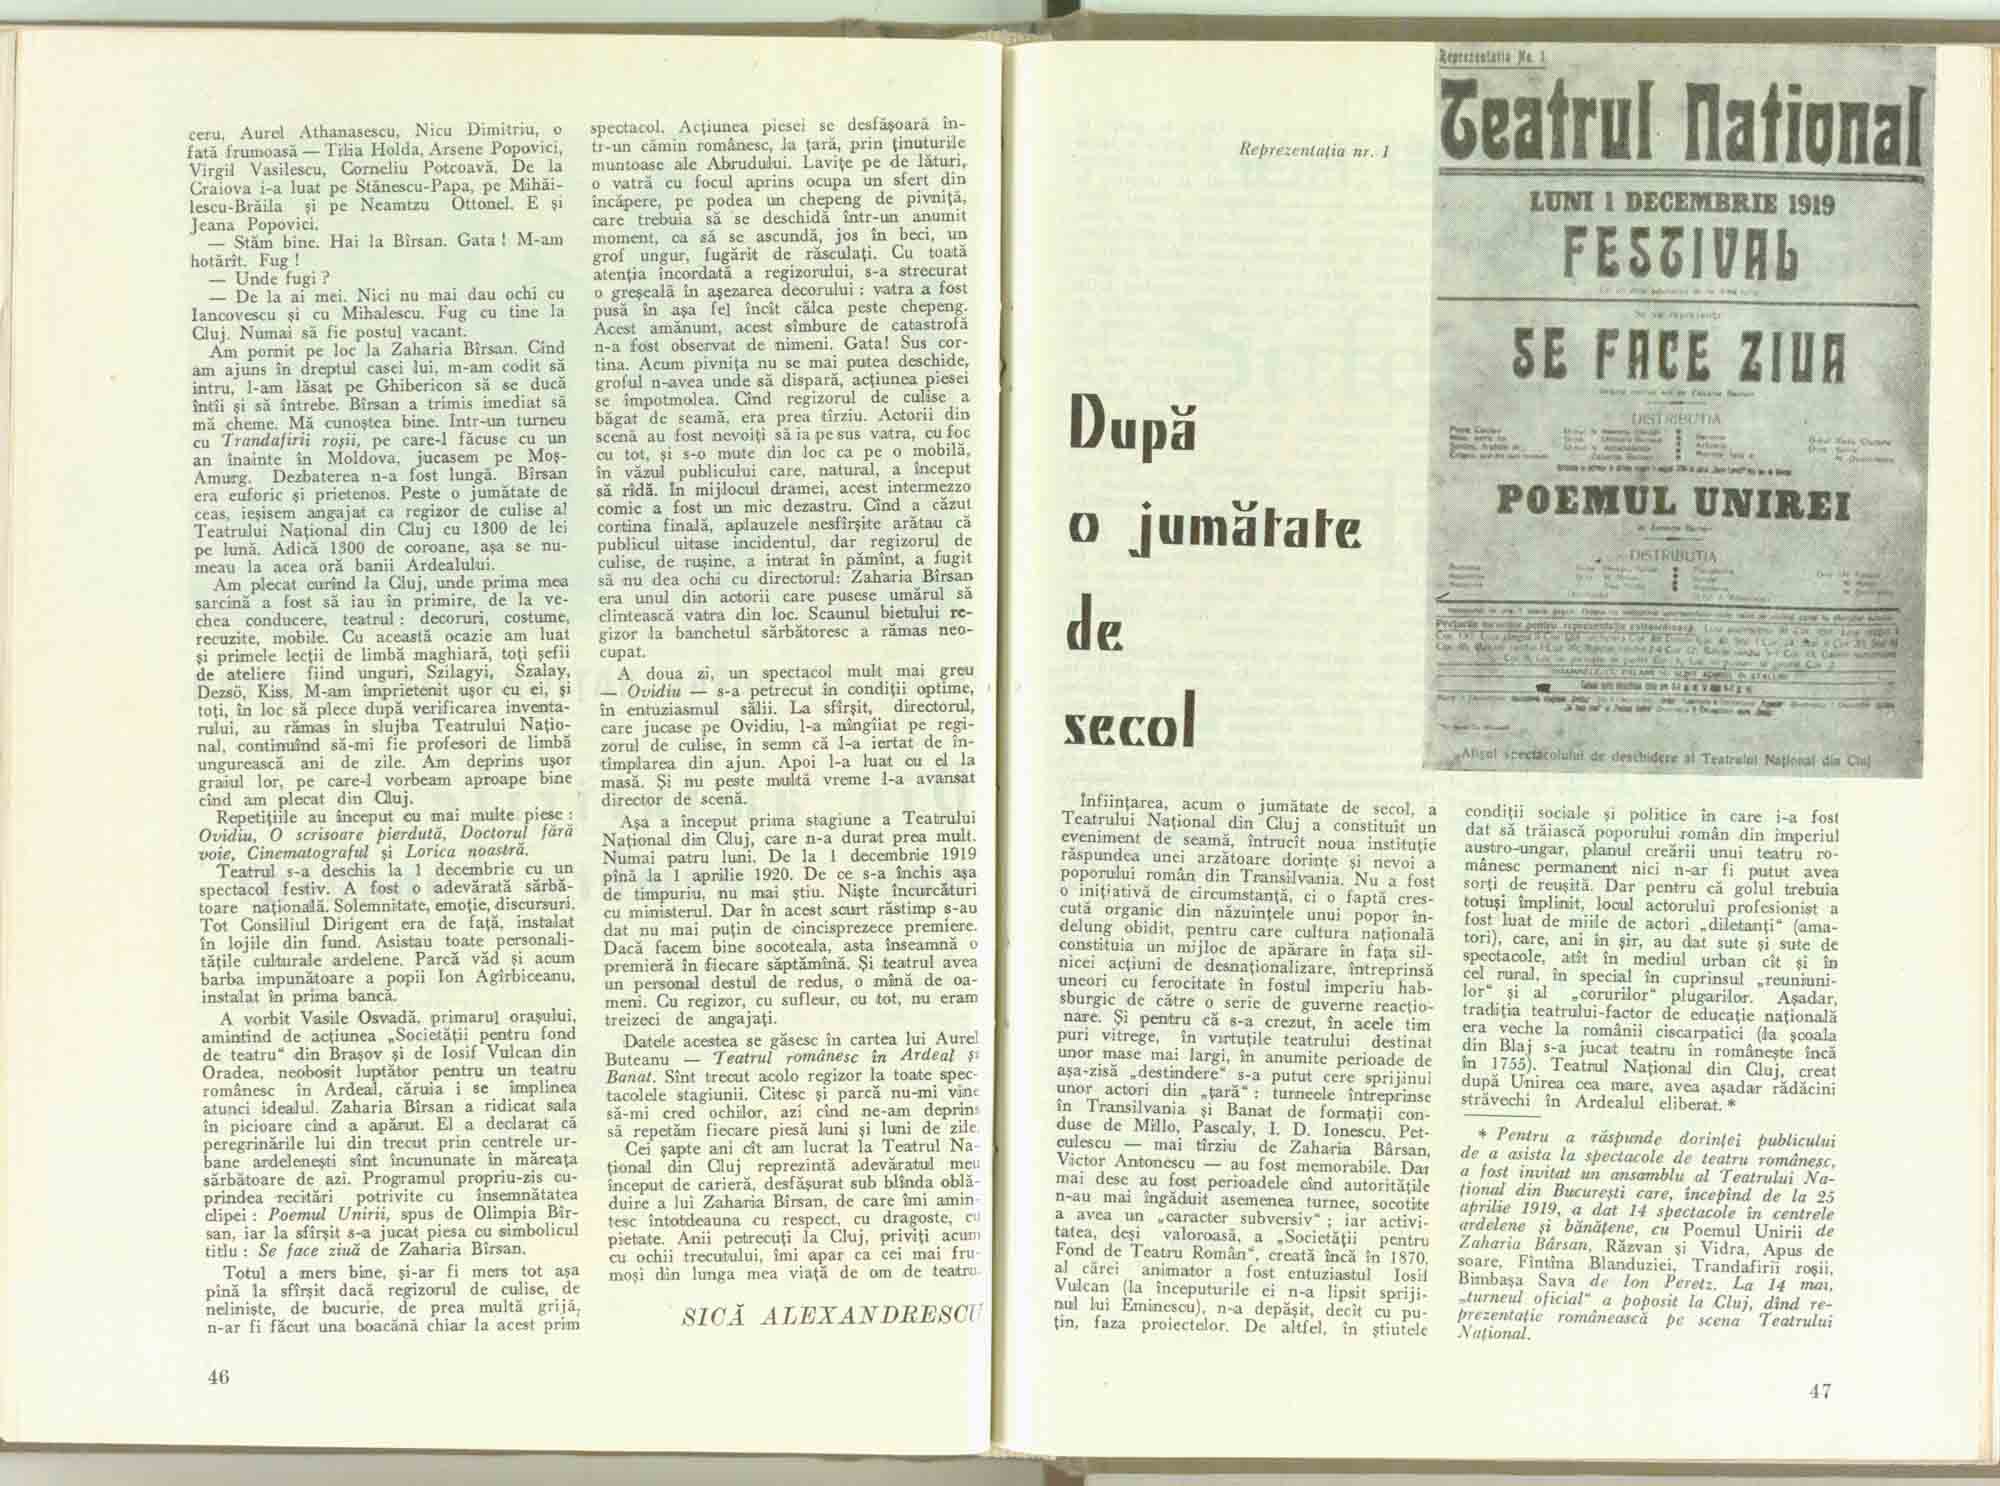 ceru, Aurel Athanasescu, Nicu Dimitriu, o
fată frumoasă — Tilia Holda, Arsene Popovici,
Virgil Vasilescu, Corneliu Potcoavă. De la
Craiova i-a luat pe Stănescu-Papa, pe Mihăi-
lescu-Brăila și pe Neamtzu Ottonel. E și
Jeana Popovici.
— Stăm bine. Hai la Bîrsan. Gata ! M-am
hotărît. Fug !
— Unde fugi ?
— De la ai mei. Nici nu mai dau ochi cu
Iancovescu și cu Mihalescu. Fug cu tine la
Cluj. Numai să fie postul vacant.
Am pornit pe loc la Zaharia Bîrsan. Cînd
am ajuns în dreptul casei lui, m-am codit să
intru, l-am lăsat pe Ghibericon să se ducă
întîi și să întrebe. Bîrsan a trimis imediat să
mă cheme. Mă cunoștea bine. Într-un turneu
cu Trandafirii roșii, pe care-l făcuse cu un
an înainte în Moldova, jucasem pe Moș-
Amurg. Dezbaterea n-a fost lungă. Bîrsan
era euforic și prietenos. Peste o jumătate de
ceas, ieșisem angajat ca regizor de culise al
Teatrului Național din Cluj cu 1300 de lei
pe lună. Adică 1300 de coroane, așa se nu-
meau la acea oră banii Ardealului.
Am plecat curînd la Cluj, unde prima mea
sarcină a fost să iau în primire, de la ve-
chea conducere, teatrul : decoruri, costume,
recuzite, mobile. Cu această ocazie am luat
și primele lecții de limbă maghiară, toți șefii
de ateliere fiind unguri, Szilagyi, Szalay,
Dezsö, Kiss. M-am împrietenit ușor cu ei, și
toți, în loc să plece după verificarea inventa-
rului, au rămas în slujba Teatrului Națio-
nal, continuînd să-mi fie profesori de limbă
ungurească ani de zile. Am deprins ușor
graiul lor, pe care-l vorbeam aproape bine
cînd am plecat din Cluj.
Repetițiile au început cu mai multe piese :
Ovidiu, O scrisoare pierdută, Doctorul fără
voie, Cinematograful și Lorica noastră.
Teatrul s-a deschis la 1 decembrie cu un
spectacol festiv. A fost o adevărată sărbă-
toare națională. Solemnitate, emoție, discursuri.
Tot Consiliul Dirigent era de față, instalat
în lojile din fund. Asistau toate personali-
tățile culturale ardelene. Parcă văd și acum
barba impunătoare a popii Ion Agîrbiceanu,
instalat în prima bancă.
A vorbit Vasile Osvadă, primarul orașului,
amintind de acțiunea „Societății pentru fond
de teatru“ din Brașov și de Iosif Vulcan din
Oradea, neobosit luptător pentru un teatru
românesc în Ardeal, căruia i se împlinea
atunci idealul. Zaharia Bîrsan a ridicat sala
în picioare cînd a apărut. El a declarat că
peregrinările lui din trecut prin centrele ur-
bane ardelenești sînt încununate în măreața
sărbătoare de azi. Programul propriu-zis cu-
prindea recitări potrivite cu însemnătatea
clipei : Poemul Unirii, spus de Olimpia Bîr-
san, iar la sfîrșit s-a jucat piesa cu simbolicul
titlu : Se face ziuă de Zaharia Bîrsan.
Totul a mers bine, și-ar fi mers tot așa
pînă la sfîrșit dacă regizorul de culise, de
neliniște, de bucurie, de prea multă grijă,
n-ar fi făcut una boacănă chiar la acest prim
46
spectacol. Acțiunea piesei se desfășoară în-
tr-un cămin românesc, la țară, prin ținuturile
muntoase ale Abrudului. Lavițe pe de lături,
o vatră cu focul aprins ocupa un sfert din
încăpere, pe podea un chepeng de pivniță,
care trebuia să se deschidă într-un anumit
moment, ca să se ascundă, jos în beci, un
grof ungur, fugărit de răsculați. Cu toată
atenția încordată a regizorului, s-a strecurat
o greșeală în așezarea decorului : vatra a fost
pusă în așa fel încît călca peste chepeng.
Acest amănunt, acest sîmbure de catastrofă
n-a fost observat de nimeni. Gata! Sus cor-
tina. Acum pivnița nu se mai putea deschide,
groful n-avea unde să dispară, acțiunea piesei
se împotmolea. Cînd regizorul de culise a
băgat de seamă, era prea tîrziu. Actorii din
scenă au fost nevoiți să ia pe sus vatra, cu foc
cu tot, și s-o mute din loc ca pe o mobilă,
în văzul publicului care, natural, a început
să rîdă. În mijlocul dramei, acest intermezzo
comic a fost un mic dezastru. Cînd a căzut
cortina finală, aplauzele nesfîrșite arătau că
publicul uitase incidentul, dar regizorul de
culise, de rușine, a intrat în pămînt, a fugit
să nu dea ochi cu directorul: Zaharia Bîrsan
era unul din actorii care pusese umărul să
clintească vatra din loc. Scaunul bietului re-
gizor la banchetul sărbătoresc a rămas neo-
cupat.
A doua zi, un spectacol mult mai greu
— Ovidiu — s-a petrecut în condiții optime,
în entuziasmul sălii. La sfîrșit, directorul,
care jucase pe Ovidiu, l-a mîngîiat pe regi-
zorul de culise, în semn că l-a iertat de în-
tîmplarea din ajun. Apoi l-a luat cu el la
masă. Și nu peste multă vreme l-a avansat
director de scenă.
Așa a început prima stagiune a Teatrului
Național din Cluj, care n-a durat prea mult.
Numai patru luni. De la 1 decembrie 1919
pînă la 1 aprilie 1920. De ce s-a închis așa
de timpuriu, nu mai știu. Niște încurcături
cu ministerul. Dar în acest scurt răstimp s-au
dat nu mai puțin de cincisprezece premiere.
Dacă facem bine socoteala, asta înseamnă o
premieră în fiecare săptămînă. Și teatrul avea
un personal destul de redus, o mînă de oa-
meni. Cu regizor, cu sufleur, cu tot, nu eram
treizeci de angajați.
Datele acestea se găsesc în cartea lui Aurel
Buteanu — Teatrul românesc în Ardeal și
Banat. Sînt trecut acolo regizor la toate spec-
tacolele stagiunii. Citesc și parcă nu-mi vine
să-mi cred ochilor, azi cînd ne-am deprins
să repetăm fiecare piesă luni și luni de zile.
Cei șapte ani cît am lucrat la Teatrul Na-
țional din Cluj reprezintă adevăratul meu
început de carieră, desfășurat sub blînda oblă-
duire a lui Zaharia Bîrsan, de care îmi amin-
tesc întotdeauna cu respect, cu dragoste, cu
pietate. Anii petrecuți la Cluj, priviți acum
cu ochii trecutului, îmi apar ca cei mai fru-
moși din lunga mea viață de om de teatru.
SICĂ ALEXANDRESCU
Reprezentația nr. 1
După
o jumătate
de
secol
Reprezentatia No. 1
Teatrul National
LUNI 1 DECEMBRIE 1919
FESTIVAL
SE FACE ZIUA
DISTRIBUTIA
POEMUL UNIREI
DISTRIBUTIA
„Afișul spectacolului de deschidere al Teatrului Național din Cluj
Înființarea, acum o jumătate de secol, a
Teatrului Național din Cluj a constituit un
eveniment de seamă, întrucît noua instituție
răspundea unei arzătoare dorințe și nevoi a
poporului român din Transilvania. Nu a fost
o inițiativă de circumstanță, ci o faptă cres-
cută organic din năzuințele unui popor în-
delung obidit, pentru care cultura națională
constituia un mijloc de apărare în fața sil-
nicei acțiuni de desnaționalizare, întreprinsă
uneori cu ferocitate în fostul imperiu hab-
sburgic de către o serie de guverne reacțio-
nare. Și pentru că s-a crezut, în acele tim
puri vitrege, în virtuțile teatrului destinat
unor mase mai largi, în anumite perioade de
așa-zisă „destindere“ s-a putut cere sprijinul
unor actori din „țară“ : turneele întreprinse
în Transilvania și Banat de formații con-
duse de Millo, Pascaly, I. D. Ionescu, Pet-
culescu — mai tîrziu de Zaharia Bârsan,
Victor Antonescu — au fost memorabile. Dar
mai dese au fost perioadele cînd autoritățile
n-au mai îngăduit asemenea turnee, socotite
a avea un „caracter subversiv“ ; iar activi-
tatea, deși valoroasă, a „Societății pentru
Fond de Teatru Român“, creată încă în 1870,
al cărei animator a fost entuziastul Iosif
Vulcan (la începuturile ei n-a lipsit spriji-
nul lui Eminescu), n-a depășit, decît cu pu-
țin, faza proiectelor. De altfel, în știutele
condiții sociale și politice în care i-a fost
dat să trăiască poporului român din imperiul
austro-ungar, planul creării unui teatru ro-
mânesc permanent nici n-ar fi putut avea
sorți de reușită. Dar pentru că golul trebuia
totuși împlinit, locul actorului profesionist a
fost luat de miile de actori „diletanți“ (ama-
tori), care, ani în șir, au dat sute și sute de
spectacole, atît în mediul urban cît și în
cel rural, în special în cuprinsul „reuniuni-
lor“ și al „corurilor“ plugarilor. Așadar,
tradiția teatrului-factor de educație națională
era veche la românii ciscarpatici (la școala
din Blaj s-a jucat teatru în românește încă
în 1755). Teatrul Național din Cluj, creat
după Unirea cea mare, avea așadar rădăcini
străvechi în Ardealul eliberat. *
* Pentru a răspunde dorinței publicului
de a asista la spectacole de teatru românesc,
a fost invitat un ansamblu al Teatrului Na-
țional din București care, începînd de la 25
aprilie 1919, a dat 14 spectacole în centrele
ardelene și bănățene, cu Poemul Unirii de
Zaharia Bârsan, Răzvan și Vidra, Apus de
soare, Fîntîna Blanduziei, Trandafirii roșii,
Bimbașa Sava de Ion Peretz. La 14 mai,
„turneul oficial“ a poposit la Cluj, dînd re-
prezentație românească pe scena Teatrului
Național.
47